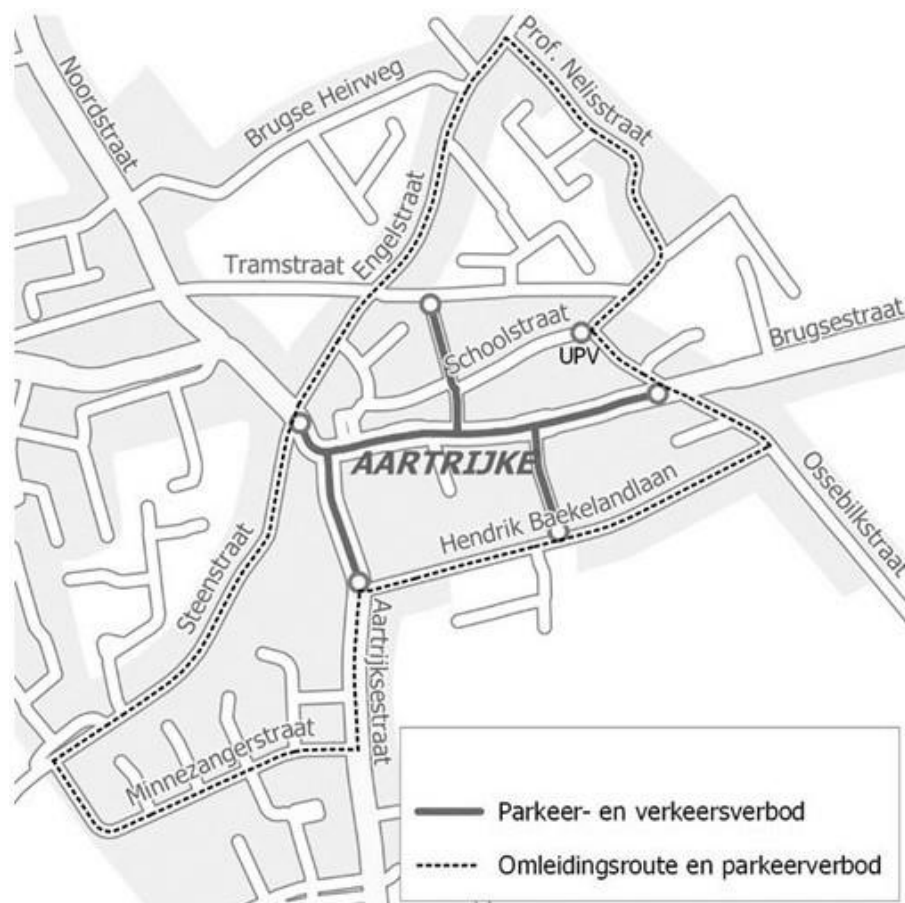 Prof. Nelisstraat
Noordstraat
Brugse Heirweg
Engelstraat
Tramstraat
Schoolstraat
UPV
Brugsestraat
AARTRIJKE
Hendrik Baekelandlaan
Ossebilkstraat
Steenstraat
Aartrijksestraat
Minnezangerstraat
Parkeer- en verkeersverbod
Omleidingsroute en parkeerverbod